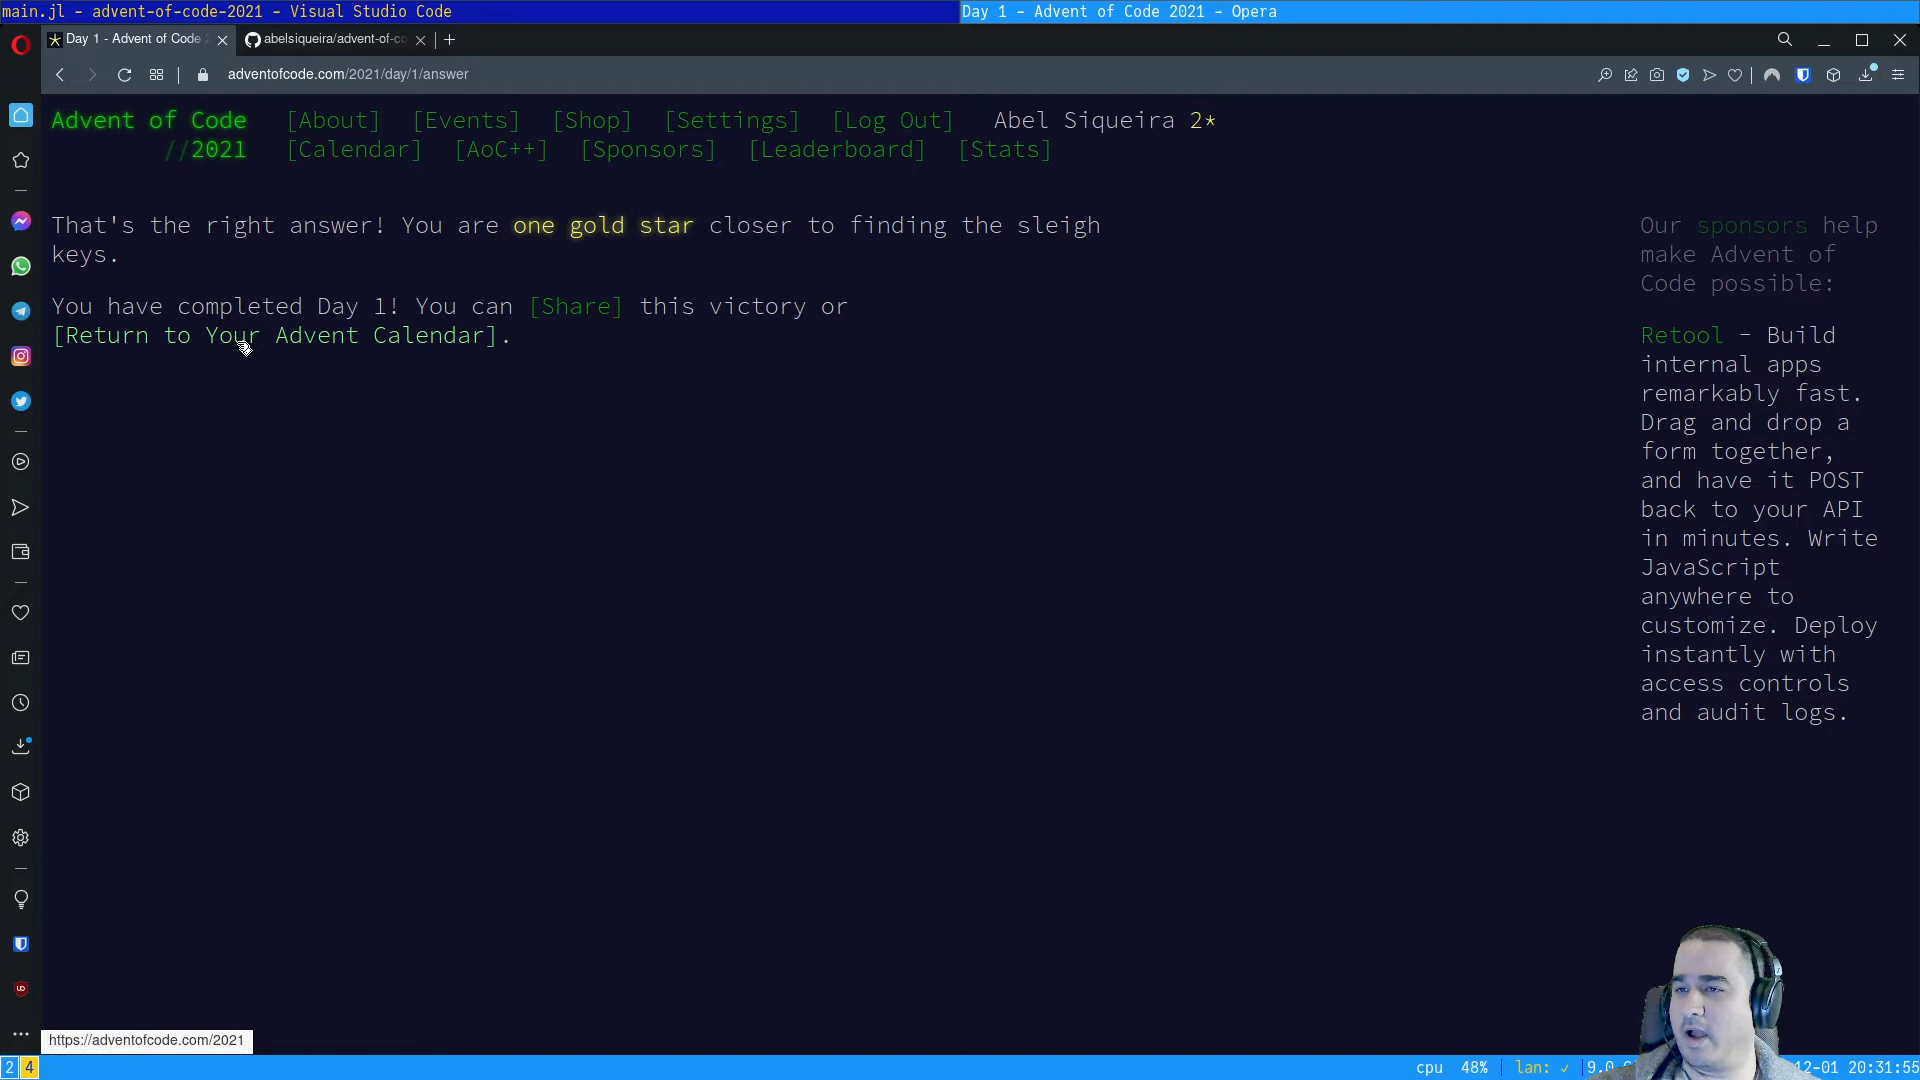 main.jl - advent-of-code-2021 - Visual Studio Code
Day 1 - Advent of Code 2021 - Opera
Day 1 - Advent of Code
abelsiqueira/advent-of-co
adventofcode.com/2021/day/1/answer
Advent of Code [About] [Events] [Shop] [Settings] [Log Out] Abel Siqueira 2*
//2021 [Calendar] [AoC++] [Sponsors] [Leaderboard] [Stats]
That's the right answer! You are one gold star closer to finding the sleigh
keys.
You have completed Day 1! You can [Share] this victory or
[Return to Your Advent Calendar].
Our sponsors help
make Advent of
Code possible:
Retool - Build
internal apps
remarkably fast.
Drag and drop a
form together,
and have it POST
back to your API
in minutes. Write
JavaScript
anywhere to
customize. Deploy
instantly with
access controls
and audit logs.
https://adventofcode.com/2021
2 4
cpu 48% lan: ✓ 9.0 12-01 20:31:55